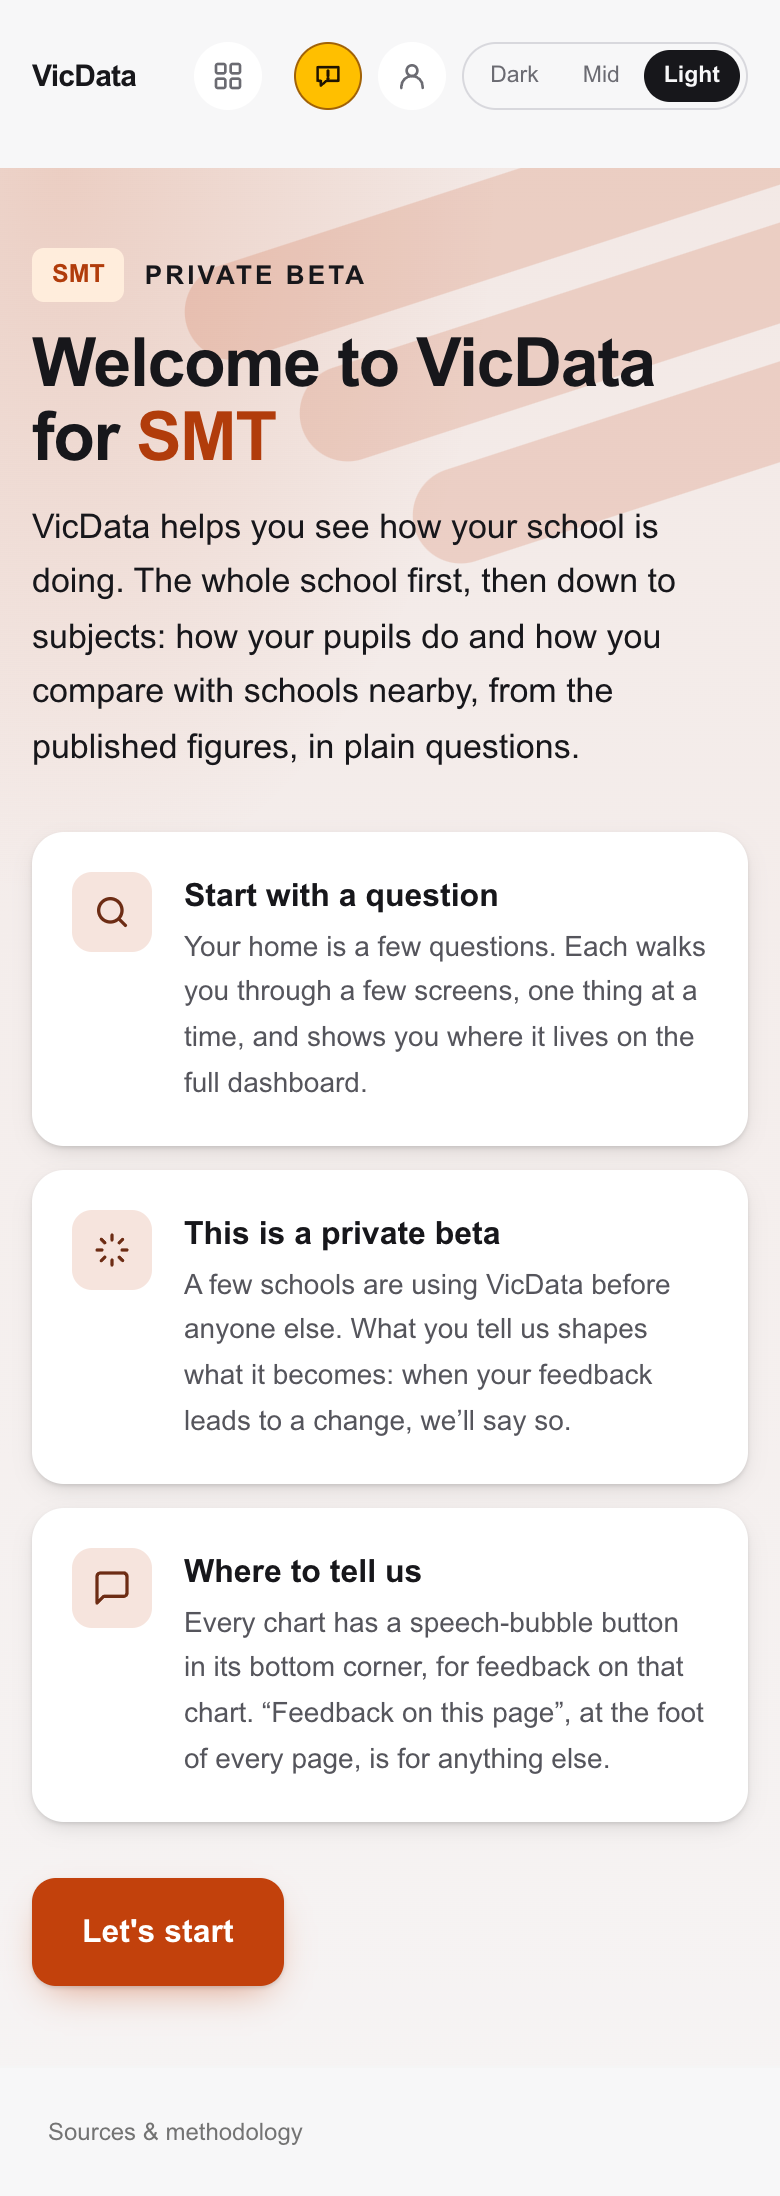 VicData
Dark
Mid
Light
SMT
PRIVATE BETA
Welcome to VicData
for SMT
VicData helps you see how your school is
doing. The whole school first, then down to
subjects: how your pupils do and how you
compare with schools nearby, from the
published figures, in plain questions.
Start with a question
Your home is a few questions. Each walks
you through a few screens, one thing at a
time, and shows you where it lives on the
full dashboard.
This is a private beta
A few schools are using VicData before
anyone else. What you tell us shapes
what it becomes: when your feedback
leads to a change, we’ll say so.
Where to tell us
Every chart has a speech-bubble button
in its bottom corner, for feedback on that
chart. “Feedback on this page”, at the foot
of every page, is for anything else.
Let's start
Sources & methodology